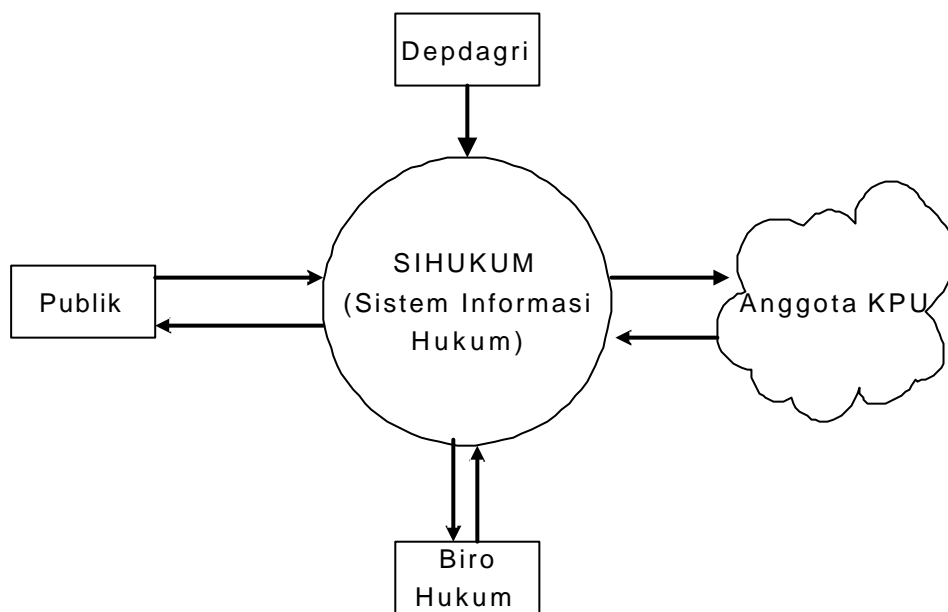 Depdagri
SIHUKUM
(Sistem Informasi
Hukum)
Publik
Anggota KPU
Biro
Hukum